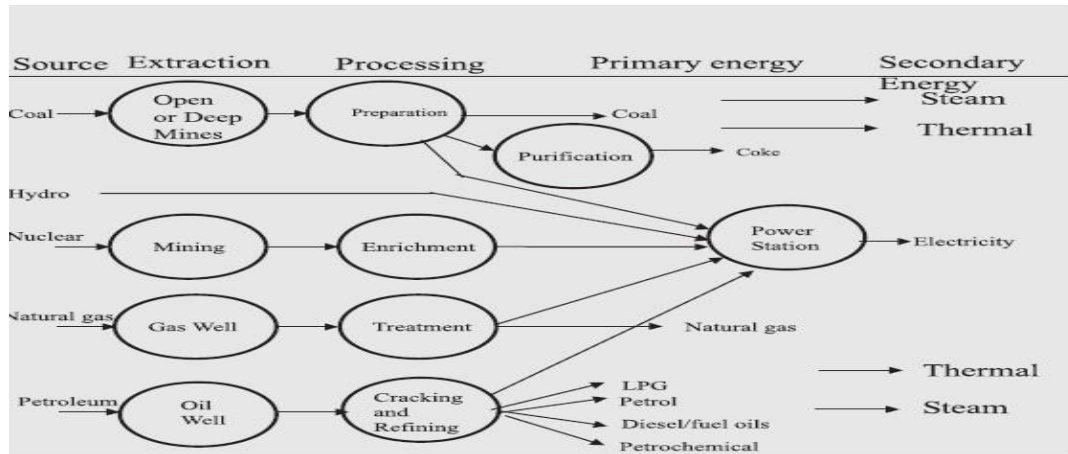 Source Extraction Processing Primary energy Secondary
Energy
Steam
Coal
Open
or Deep
Mines
Preparation
Coal
Thermal
Purification
Coke
Hydro
Nuclear
Mining
Enrichment
Power
Station
Electricity
Natural gas
Gas Well
Treatment
Natural gas
Petroleum
Oil
Well
Cracking
and
Refining
LPG
Petrol
Diesel/fuel oils
Petrochemical
Thermal
Steam